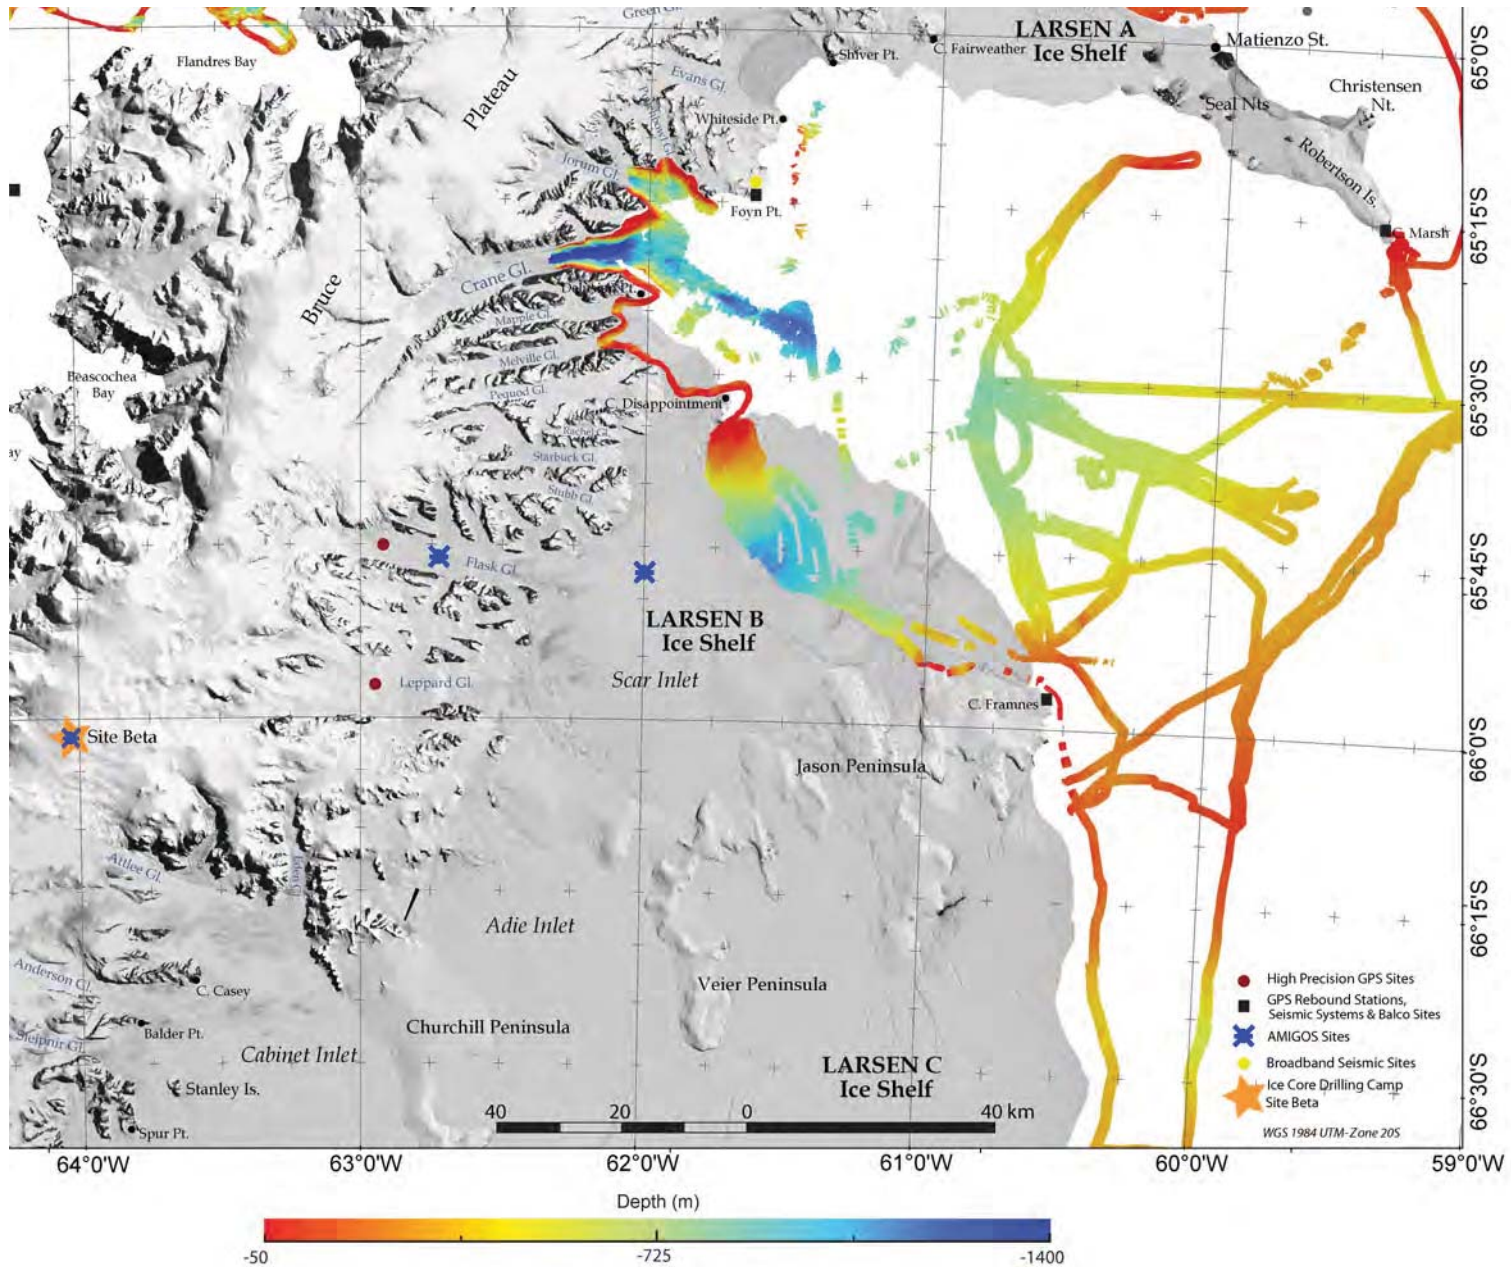 Green Gl.
LARSEN A
Ice Shelf
Matienzo St.
C. Fairweather
Shiver Pt.
Flandres Bay
Evans Gl.
Plateau
Christensen
Nt.
Seal Nts
Whiteside Pt.
Jorum Gl.
Robertson Is.
Foyn Pt.
C. Marsh
Crane Gl.
Bruce
Mapple Gl.
Melville Gl.
Beascochea
Bay
Pequod Gl.
C. Disappointment
Rachel Gl.
Starbuck Gl.
ay
Stubb Gl.
Flask Gl.
LARSEN B
Ice Shelf
Scar Inlet
Leppard Gl.
C. Framnes
Site Beta
Jason Peninsula
Attlee Gl.
Adie Inlet
Anderson Gl.
C. Casey
Veier Peninsula
Balder Pt.
Sleipnir Gl.
Churchill Peninsula
Cabinet Inlet
Stanley Is.
LARSEN C
Ice Shelf
Spur Pt.
40 20 0 40 km
High Precision GPS Sites
GPS Rebound Stations,
Seismic Systems & Balco Sites
AMIGOS Sites
Broadband Seismic Sites
Ice Core Drilling Camp
Site Beta
WGS 1984 UTM-Zone 20S
65°0'S
65°15'S
65°30'S
65°45'S
66°0'S
66°15'S
66°30'S
64°0'W 63°0'W 62°0'W 61°0'W 60°0'W 59°0'W
Depth (m)
-50 -725 -1400